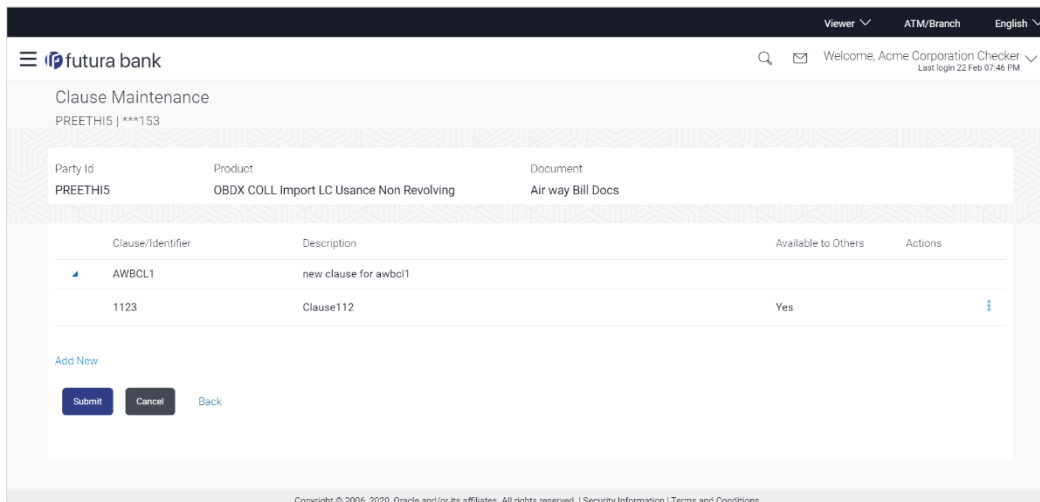 Viewer ATM/Branch English
futura bank
Welcome, Acme Corporation Checker
Last login 22 Feb 07:46 PM
Clause Maintenance
PREETHI5 | ***153
Party Id Product Document
PREETHI5 OBDX COLL Import LC Usance Non Revolving Air way Bill Docs
Clause/Identifier Description Available to Others Actions
AWBCL1 new clause for awbcl1
1123 Clause112 Yes
Add New
Submit Cancel Back
Copyright © 2006, 2020, Oracle and/or its affiliates. All rights reserved. | Security Information | Terms and Conditions